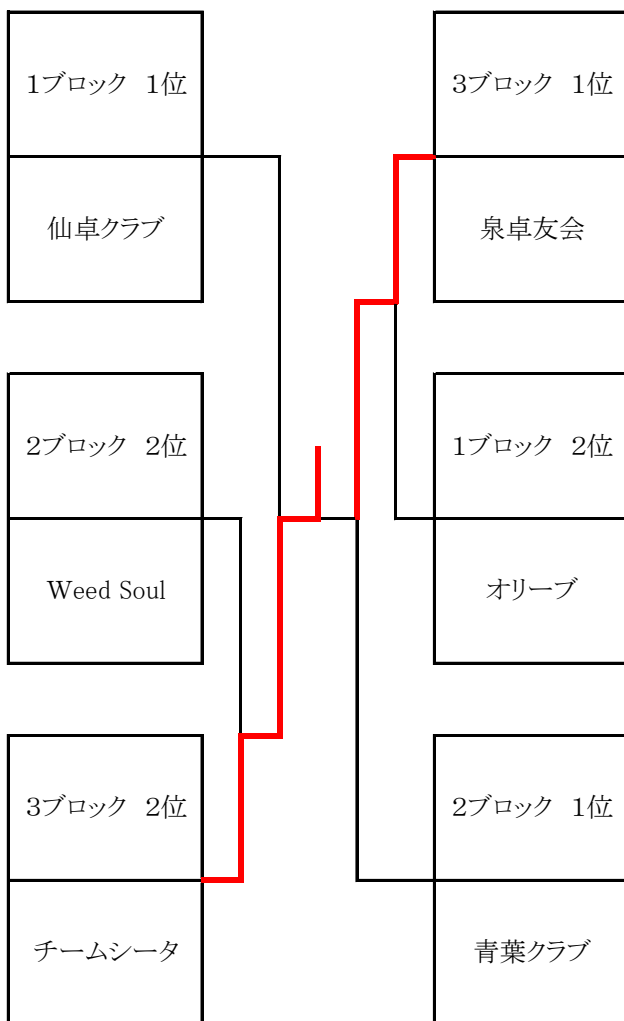 1ブロック 1位
仙卓クラブ
2ブロック 2位
Weed Soul
3ブロック 2位
チームシータ
3ブロック 1位
泉卓友会
1ブロック 2位
オリーブ
2ブロック 1位
青葉クラブ